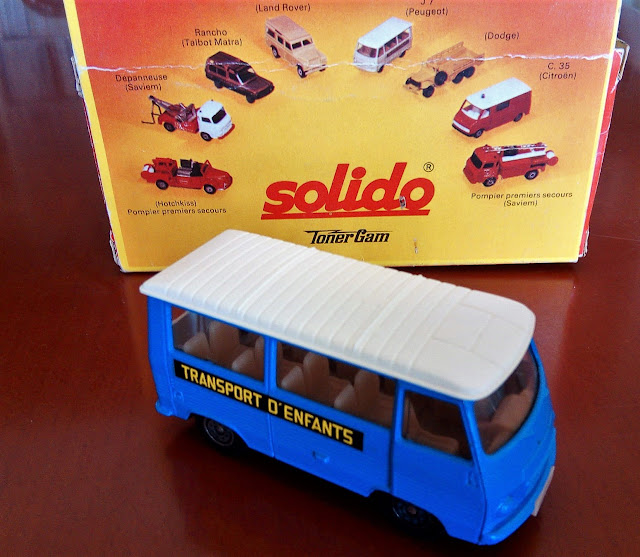 (Land Rover)
J 7
(Peugeot)
Rancho
(Talbot Matra)
(Dodge)
Dépanneuse
(Saviem)
C. 35
(Citroën)
(Hotchkiss)
Pompier premiers secours
solido®
TonerGam
Pompier premiers secours
(Saviem)
TRANSPORT D'ENFANTS